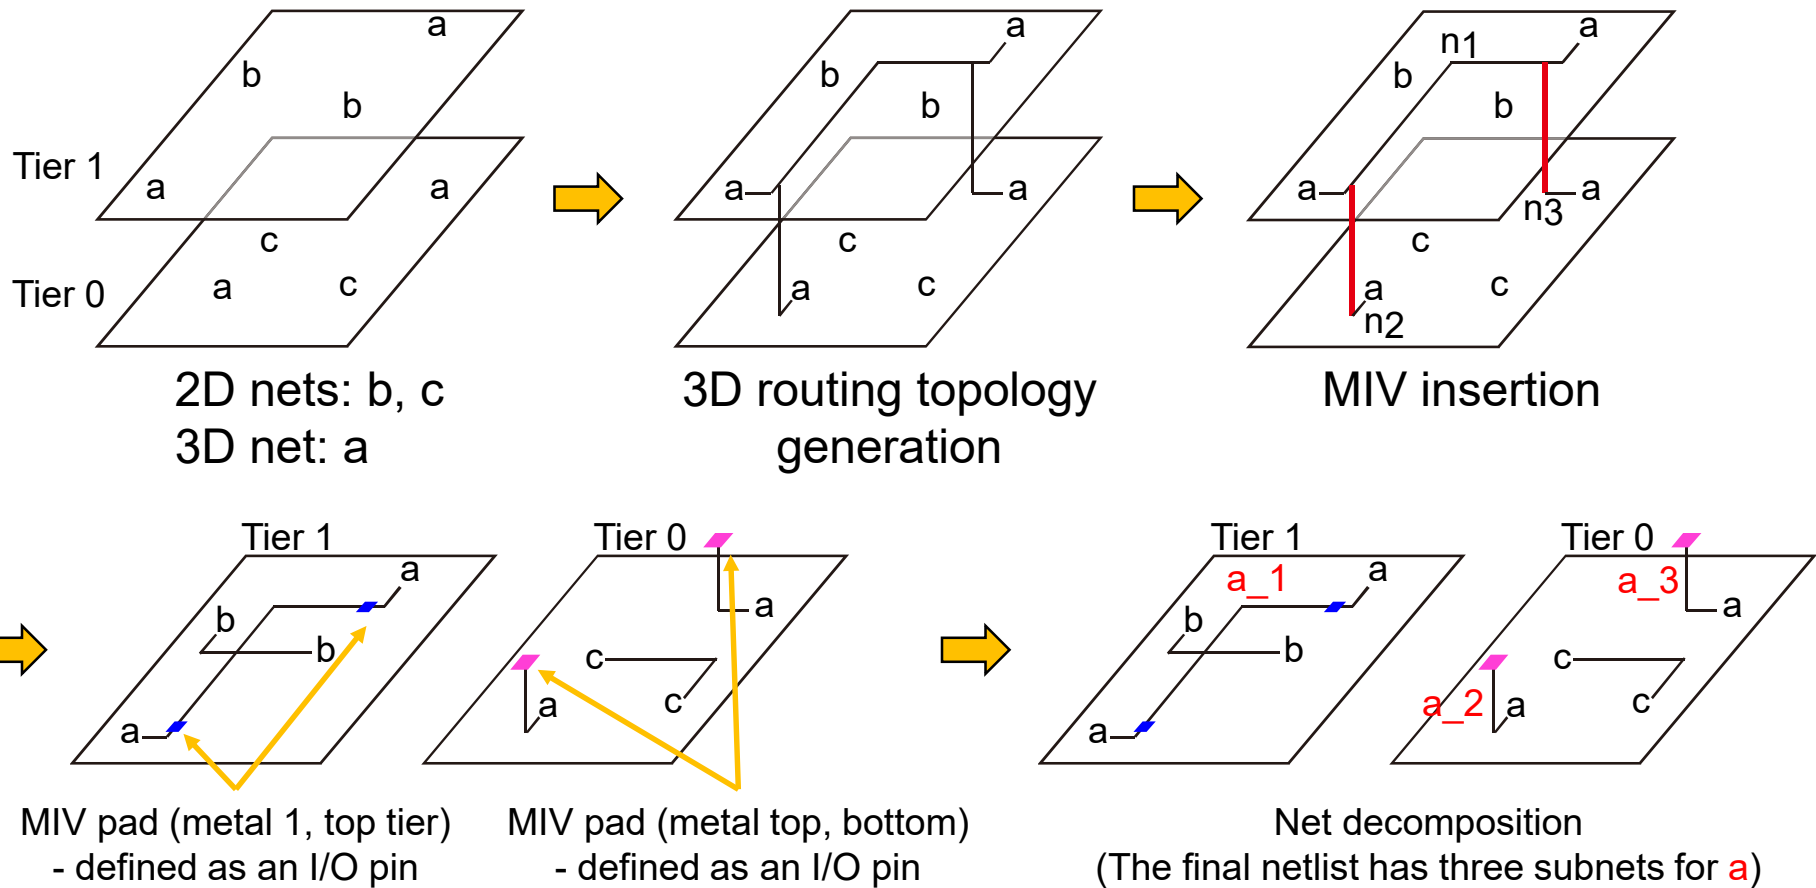 a
b
b
Tier 1
a
a
c
Tier 0
a
c
2D nets: b, c
3D net: a
a
b
b
a
a
c
a
c
3D routing topology
generation
n1
a
b
b
a
a
n3
c
a
c
n2
MIV insertion
Tier 1
a
b
b
a
MIV pad (metal 1, top tier)
- defined as an I/O pin
Tier 0
a
c
c
a
MIV pad (metal top, bottom)
- defined as an I/O pin
Tier 1
a_1
a
b
b
a
Tier 0
a_3
a
c
c
a_2
a
Net decomposition
(The final netlist has three subnets for a)